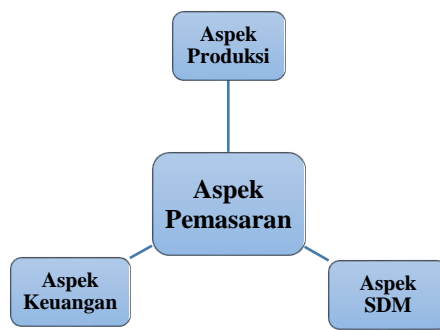 Aspek
Produksi
Aspek
Pemasaran
Aspek
Keuangan
Aspek
SDM